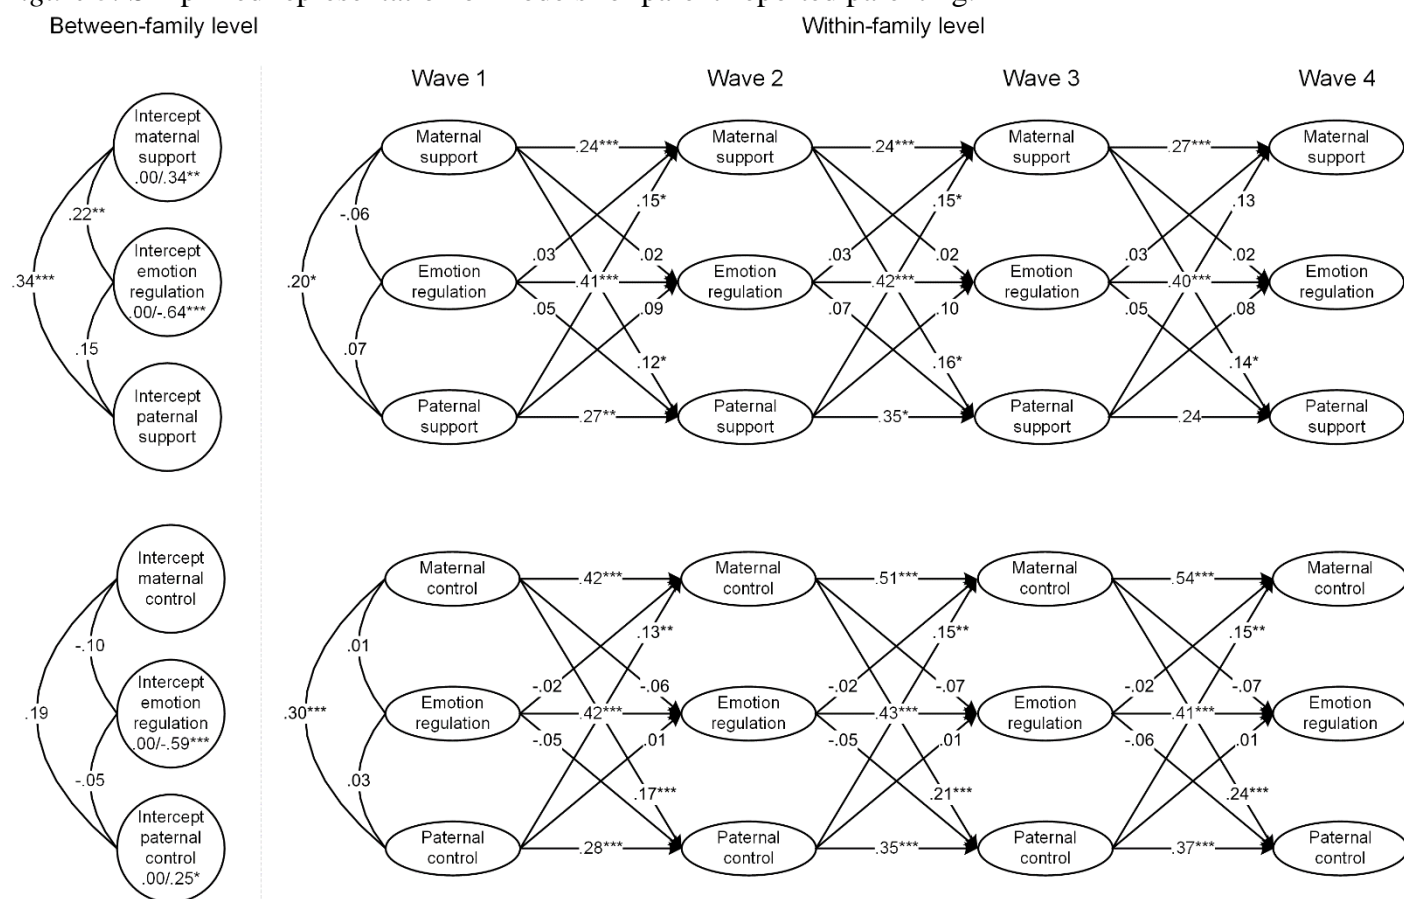 Between-family level
Within-family level
Wave 1
Wave 2
Wave 3
Wave 4
Intercept
maternal
support
.00/.34**
Intercept
emotion
regulation
.00/-.64***
Intercept
paternal
support
.22**
.34***
.15
Maternal
support
Emotion
regulation
Paternal
support
-.06
.20*
.07
.24***
.15*
.03
.02
.41***
.05
.09
.12*
.27**
Maternal
support
Emotion
regulation
Paternal
support
.24***
.15*
.03
.02
.42***
.07
.10
.16*
.35*
Maternal
support
Emotion
regulation
Paternal
support
.27***
.13
.03
.02
.40***
.05
.08
.14*
.24
Maternal
support
Emotion
regulation
Paternal
support
Intercept
maternal
control
Intercept
emotion
regulation
.00/-.59***
Intercept
paternal
control
.00/.25*
-.10
.19
-.05
Maternal
control
Emotion
regulation
Paternal
control
.01
.30***
.03
.42***
.13**
-.02
-.06
.42***
-.05
.01
.17***
.28***
Maternal
control
Emotion
regulation
Paternal
control
.51***
.15**
-.02
-.07
.43***
-.05
.01
.21***
.35***
Maternal
control
Emotion
regulation
Paternal
control
.54***
.15**
-.02
-.07
.41***
-.06
.01
.24***
.37***
Maternal
control
Emotion
regulation
Paternal
control